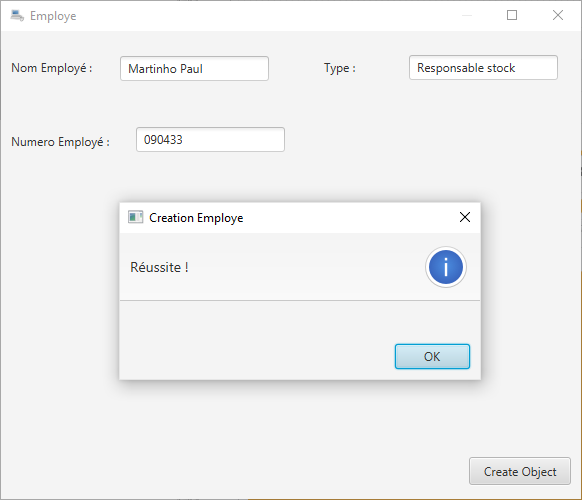 Employe
Nom Employé :
Martinho Paul
Type :
Responsable stock
Numero Employé :
090433
Creation Employe
Réussite !
i
OK
Create Object